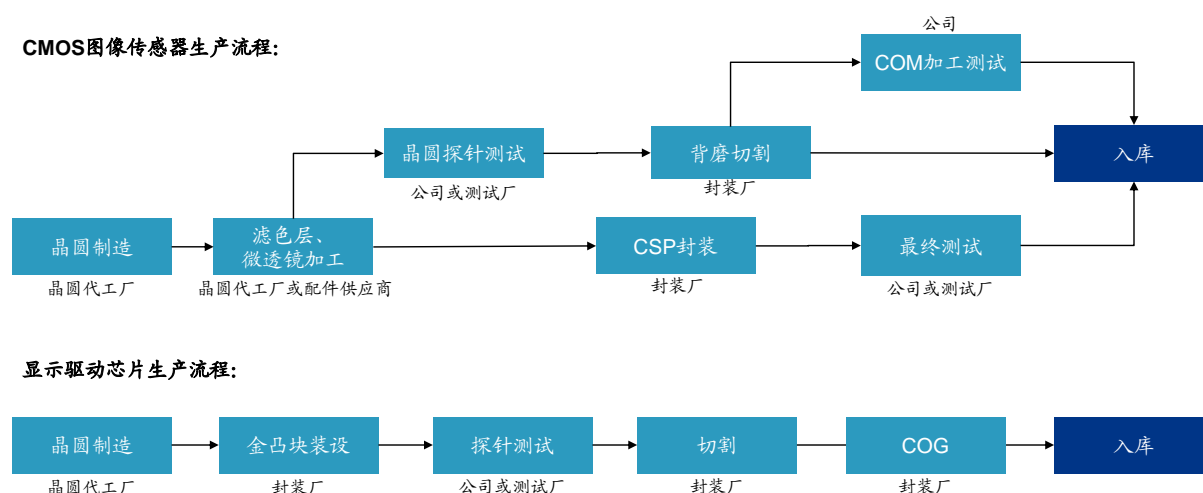 公司
CMOS图像传感器生产流程:
COM加工测试
晶圆探针测试
背磨切割
入库
公司或测试厂
封装厂
晶圆制造
滤色层、
微透镜加工
CSP封装
最终测试
晶圆代工厂
晶圆代工厂或配件供应商
封装厂
公司或测试厂
显示驱动芯片生产流程:
晶圆制造
金凸块装设
探针测试
切割
COG
入库
晶圆代工厂
封装厂
公司或测试厂
封装厂
封装厂